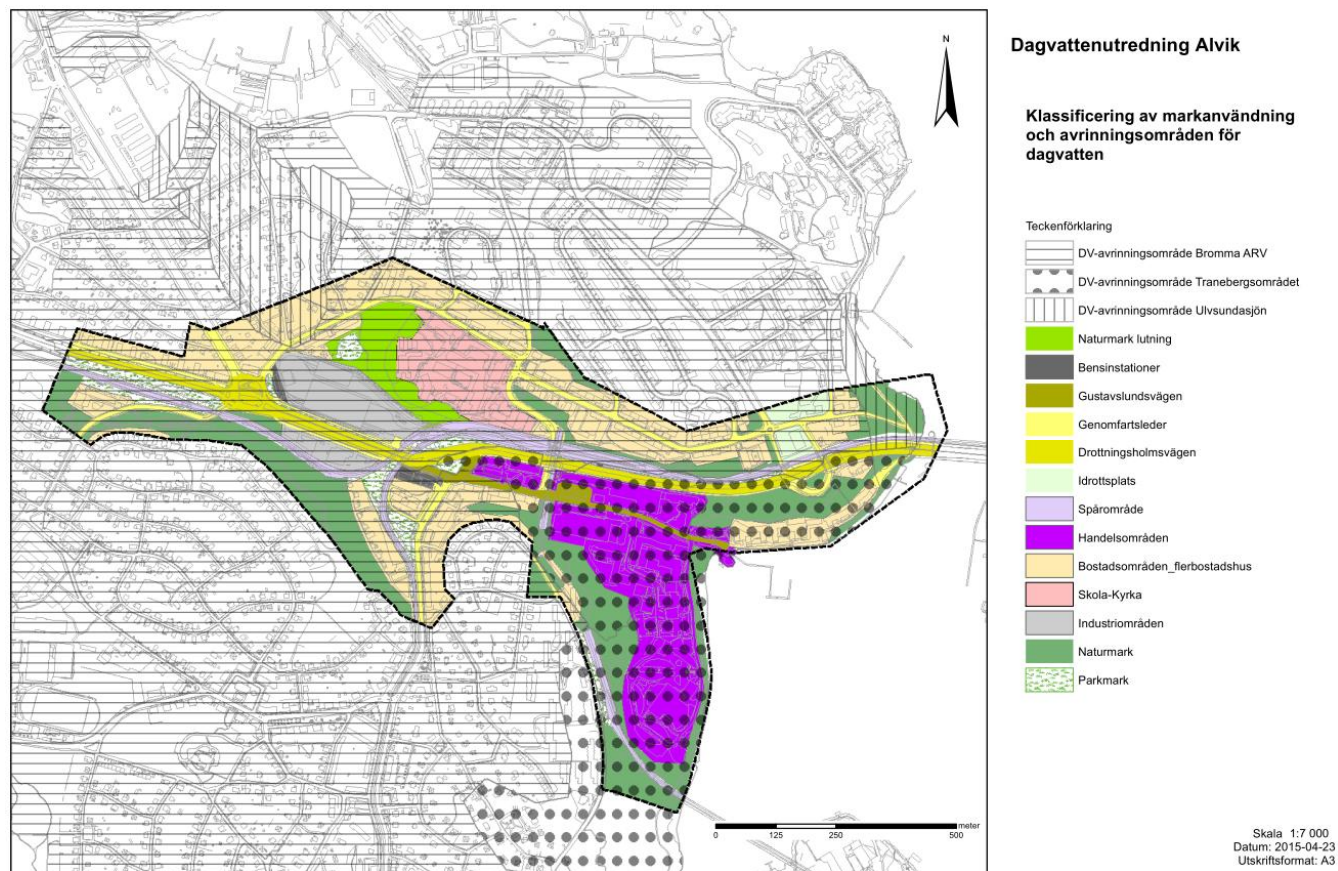 Dagvattenutredning Alvik
Klassificering av markanvändning
och avrinningsområden för
dagvatten
Teckenförklaring
DV-avrinningsområde Bromma ARV
DV-avrinningsområde Tranebergsområdet
DV-avrinningsområde Ulvsundasjön
Naturmark lutning
Bensinstationer
Gustavslundsvägen
Genomfartsleder
Drottningsholmsvägen
Idrottsplats
Spårområde
Handelsområden
Bostadsområden_flerbostadshus
Skola-Kyrka
Industriområden
Naturmark
Parkmark
N
meter
0 125 250 500
Skala 1:7 000
Datum: 2015-04-23
Utskriftsformat: A3